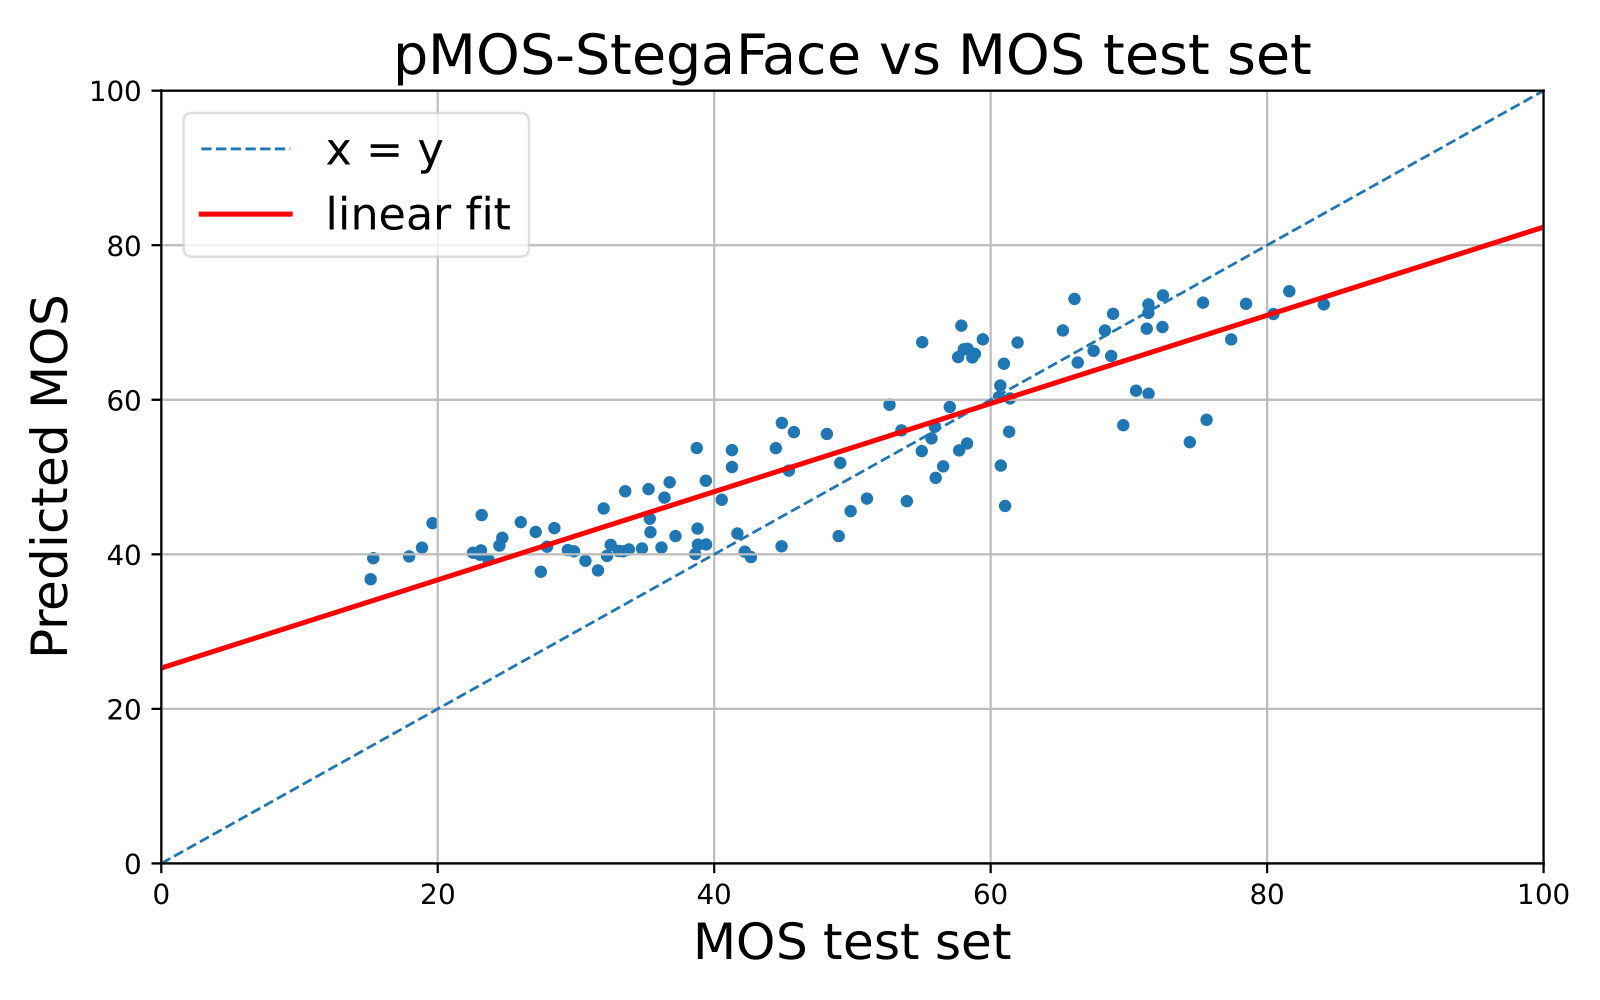 pMOS-StegaFace vs MOS test set
x = y
linear fit
Predicted MOS
100
80
60
40
20
0
0 20 40 60 80 100
MOS test set